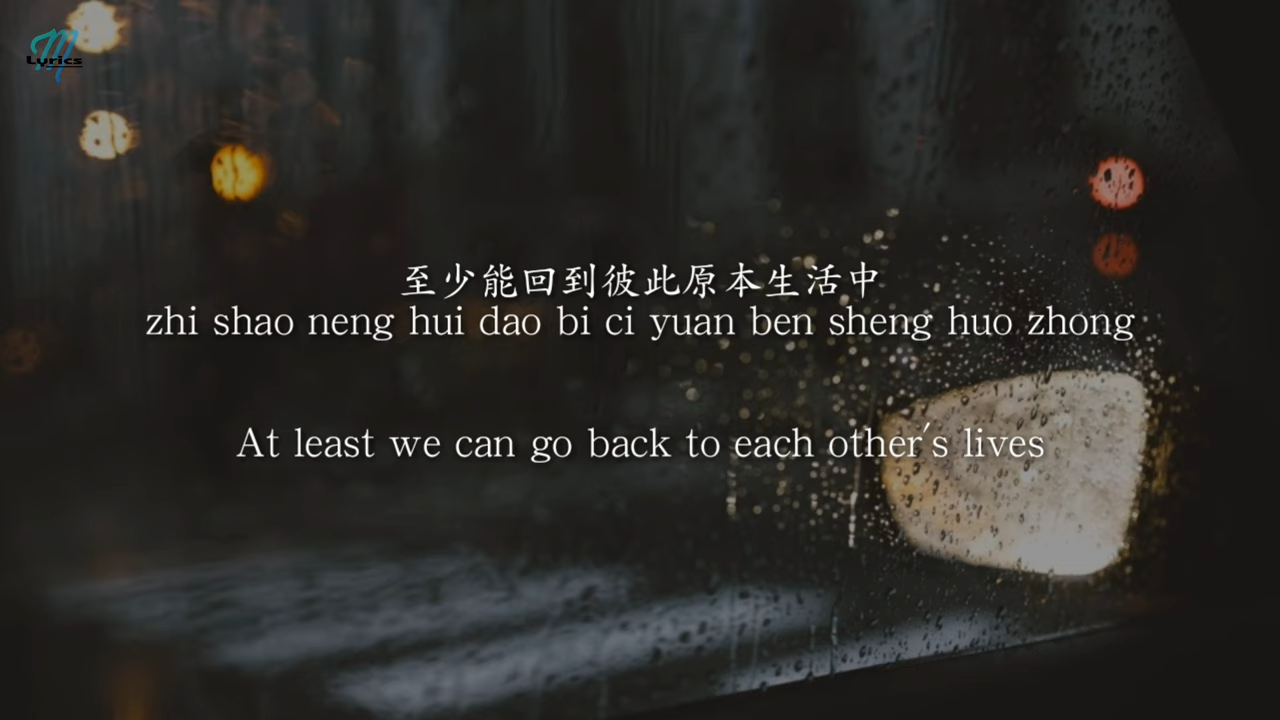 M
Lyrics
至少能回到彼此原本生活中
zhi shao neng hui dao bi ci yuan ben sheng huo zhong
At least we can go back to each other's lives